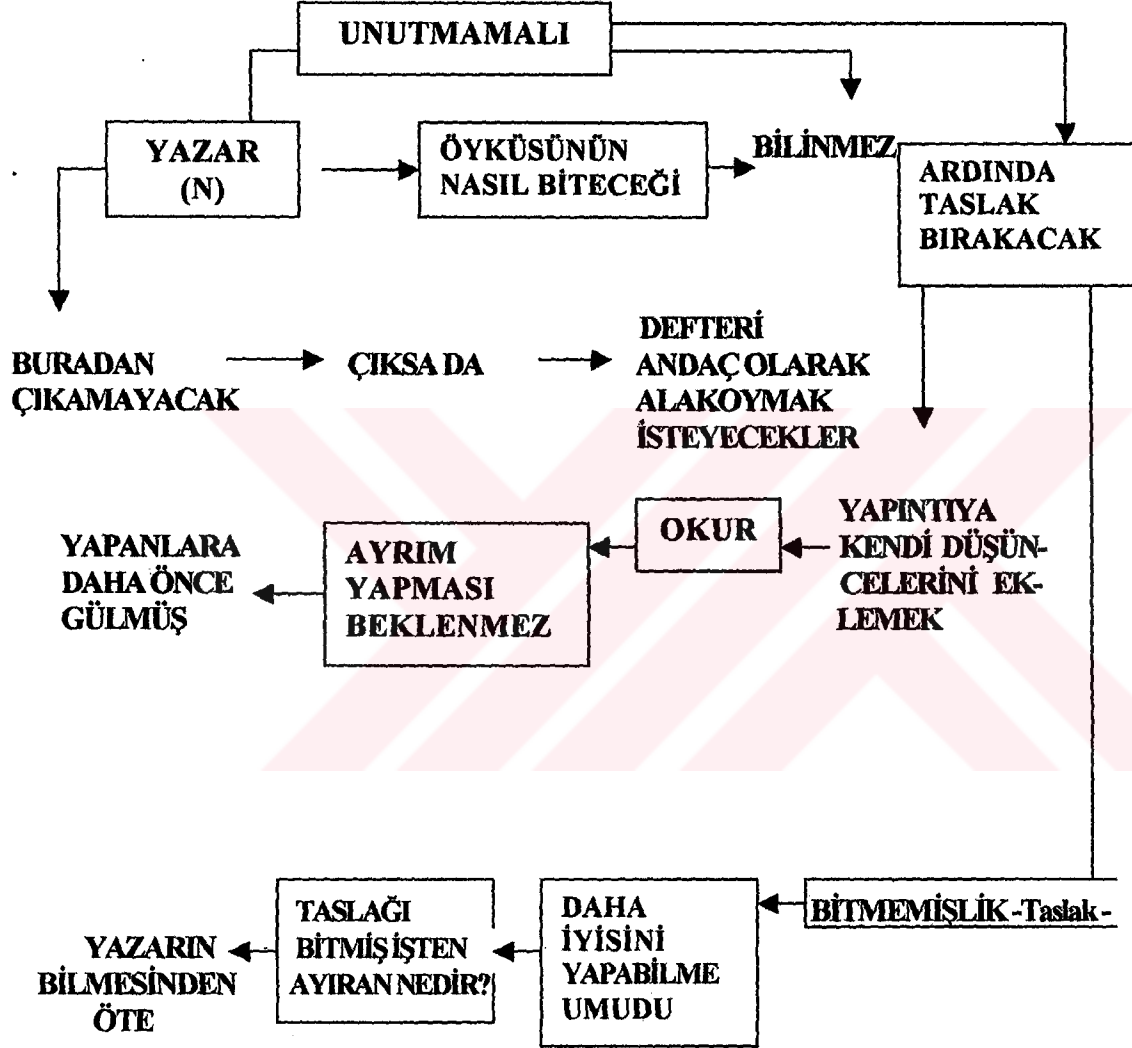 UNUTMAMALI
YAZAR
(N)
ÖYKÜSÜNÜN
NASIL BİTECEĞİ
BİLİNMEZ
ARDINDA
TASLAK
BIRAKACAK
BURADAN
ÇIKAMAYACAK
ÇIKSA DA
DEFTERİ
ANDAÇ OLARAK
ALAKOYMAK
İSTEYECEKLER
YAPINTIYA
KENDİ DÜŞÜN-
CELERİNİ EK-
LEMEK
OKUR
AYRIM
YAPMASI
BEKLENMEZ
YAPANLARA
DAHA ÖNCE
GÜLMÜŞ
BİTMEMİŞLİK -Taslak -
DAHA
İYİSİNİ
YAPABİLME
UMUDU
TASLAĞI
BİTMİŞ İŞTEN
AYIRAN NEDİR?
YAZARIN
BİLMESİNDEN
ÖTE